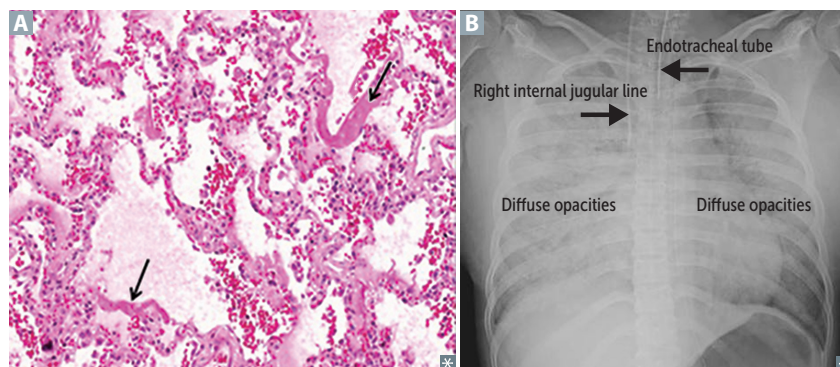 A
B
Endotracheal tube
Right internal jugular line
Diffuse opacities
Diffuse opacities